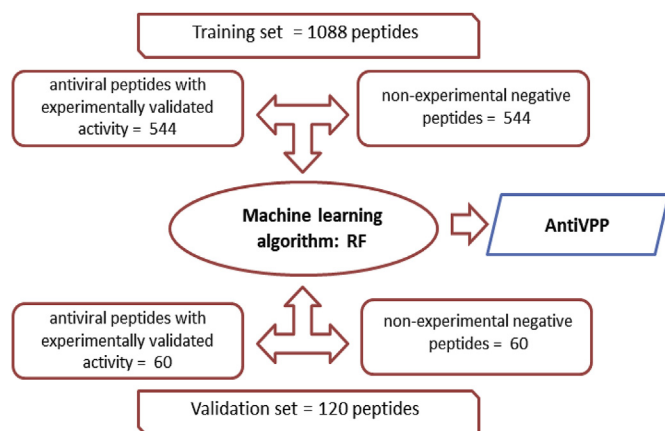 Training set = 1088 peptides
antiviral peptides with
experimentally validated
activity = 544
non-experimental negative
peptides = 544
Machine learning
algorithm: RF
AntiVPP
antiviral peptides with
experimentally validated
activity = 60
non-experimental negative
peptides = 60
Validation set = 120 peptides